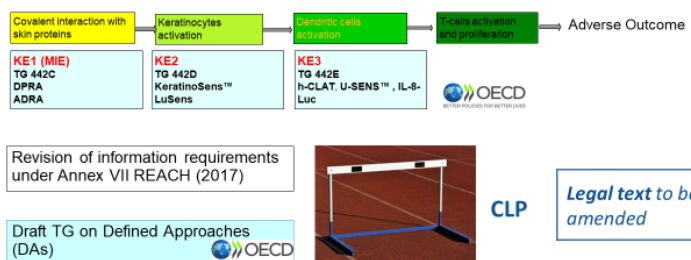 Covalent interaction with
skin proteins
Keratinocytes
activation
Dendritic cells
activation
T-cells activation
and proliferation
Adverse Outcome
KE1 (MIE)
TG 442C
DPRA
ADRA
KE2
TG 442D
KeratinoSens™
LuSens
KE3
TG 442E
h-CLAT, U-SENS™ , IL-8-
Luc
OECD
BETTER POLICIES FOR BETTER LIVES
Revision of information requirements
under Annex VII REACH (2017)
CLP
Legal text to be
amended
Draft TG on Defined Approaches
(DAs)
OECD